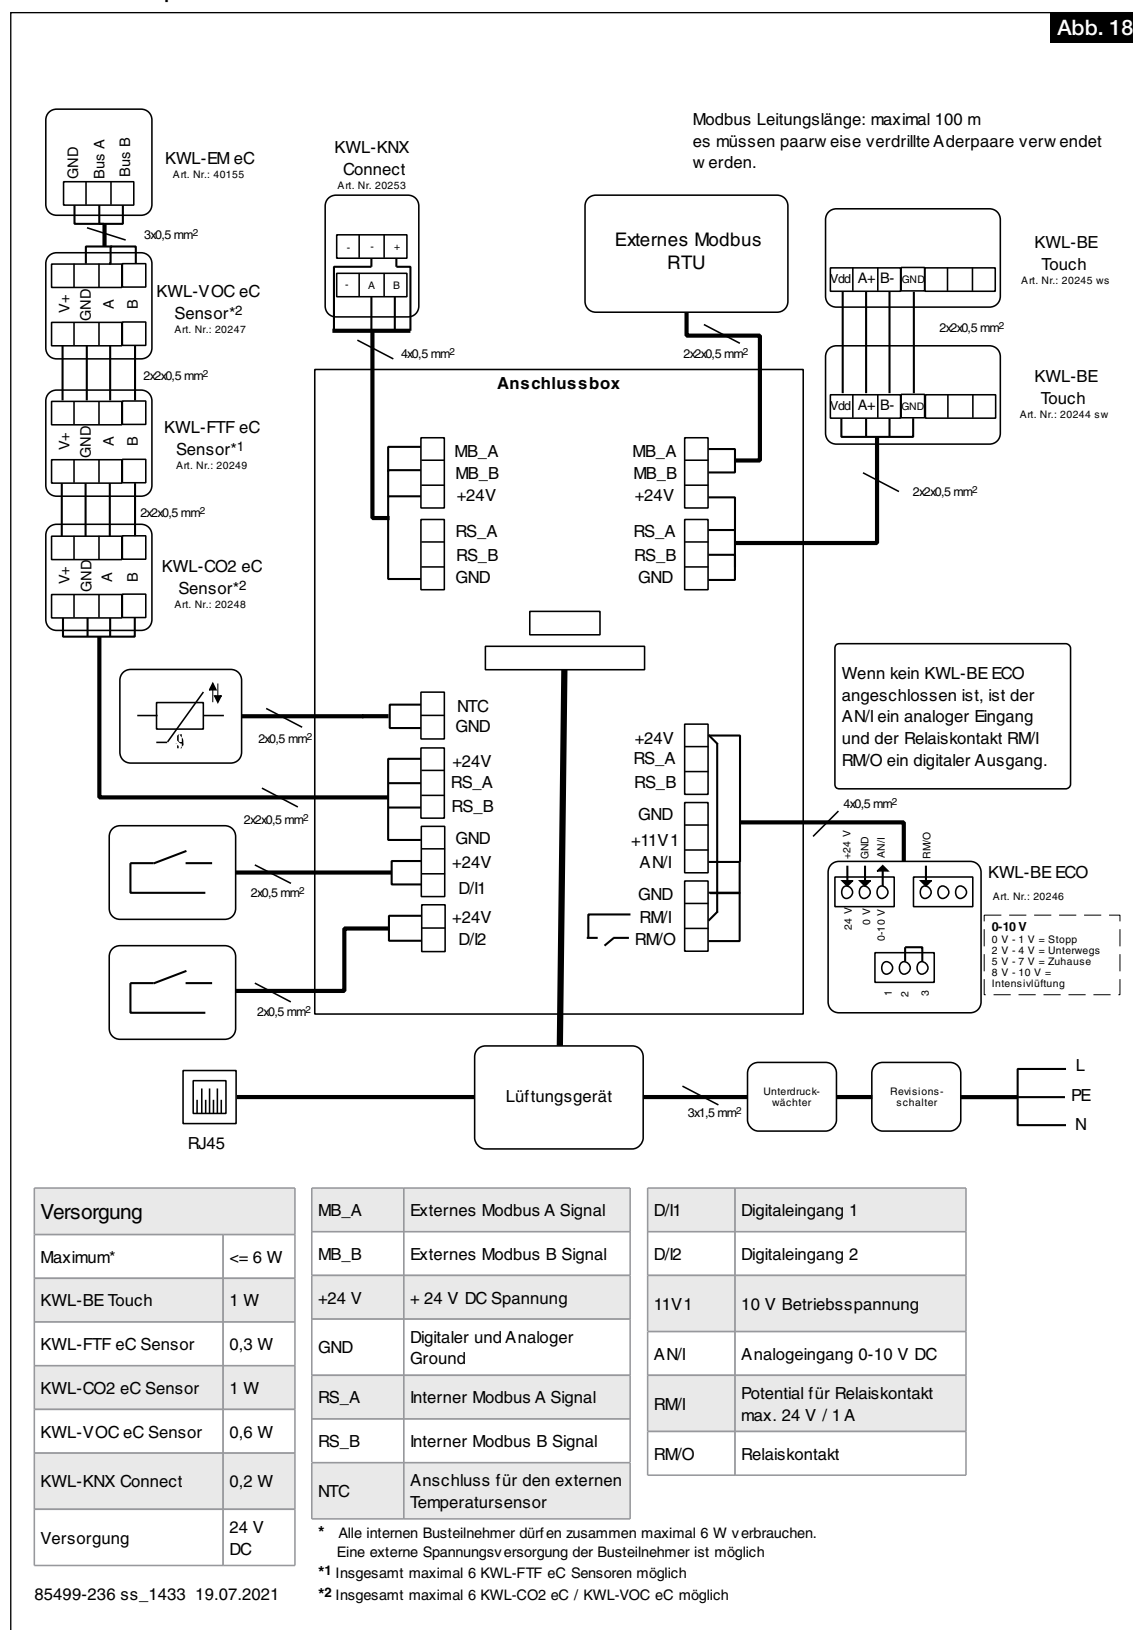 Abb. 18
Modbus Leitungslänge: maximal 100 m
es müssen paarweise verdrillte Aderpaare verwendet
werden.
GND
Bus A
Bus B
KWL-EM eC
Art. Nr.: 40155
3x0,5 mm²
V+
GND
A
B
KWL-VOC eC
Sensor*2
Art. Nr.: 20247
2x2x0,5 mm²
V+
GND
A
B
KWL-FTF eC
Sensor*1
Art. Nr.: 20249
2x2x0,5 mm²
V+
GND
A
B
KWL-CO2 eC
Sensor*2
Art. Nr.: 20248
KWL-KNX
Connect
Art. Nr. 20253
- - +
- A B
4x0,5 mm²
Externes Modbus
RTU
2x2x0,5 mm²
Vdd A+ B- GND
KWL-BE
Touch
Art. Nr.: 20245 ws
2x2x0,5 mm²
Vdd A+ B- GND
KWL-BE
Touch
Art. Nr.: 20244 sw
2x2x0,5 mm²
Anschlussbox
MB_A
MB_B
+24V
RS_A
RS_B
GND
MB_A
MB_B
+24V
RS_A
RS_B
GND
2x0,5 mm²
NTC
GND
2x2x0,5 mm²
+24V
RS_A
RS_B
GND
+24V
D/I1
2x0,5 mm²
+24V
D/I2
2x0,5 mm²
+24V
RS_A
RS_B
GND
+11V1
AN/I
GND
RM/I
RM/O
Wenn kein KWL-BE ECO
angeschlossen ist, ist der
AN/I ein analoger Eingang
und der Relaiskontakt RM/I
RM/O ein digitaler Ausgang.
4x0,5 mm²
+24 V
GND
AN/I
RM/O
24 V
0 V
0-10 V
1
2
3
KWL-BE ECO
Art. Nr.: 20246
0-10 V
0 V - 1 V = Stopp
2 V - 4 V = Unterwegs
5 V - 7 V = Zuhause
8 V - 10 V =
Intensivlüftung
RJ45
Lüftungsgerät
3x1,5 mm²
Unterdruck-
wächter
Revisions-
schalter
L
PE
N
Versorgung
Maximum* <= 6 W
KWL-BE Touch 1 W
KWL-FTF eC Sensor 0,3 W
KWL-CO2 eC Sensor 1 W
KWL-VOC eC Sensor 0,6 W
KWL-KNX Connect 0,2 W
Versorgung 24 V
DC
MB_A Externes Modbus A Signal
MB_B Externes Modbus B Signal
+24 V + 24 V DC Spannung
GND Digitaler und Analoger
Ground
RS_A Interner Modbus A Signal
RS_B Interner Modbus B Signal
NTC Anschluss für den externen
Temperatursensor
D/I1 Digitaleingang 1
D/I2 Digitaleingang 2
11V1 10 V Betriebsspannung
AN/I Analogeingang 0-10 V DC
RM/I Potential für Relaiskontakt
max. 24 V / 1 A
RM/O Relaiskontakt
* Alle internen Busteilnehmer dürfen zusammen maximal 6 W verbrauchen.
Eine externe Spannungsversorgung der Busteilnehmer ist möglich
*1 Insgesamt maximal 6 KWL-FTF eC Sensoren möglich
*2 Insgesamt maximal 6 KWL-CO2 eC / KWL-VOC eC möglich
85499-236 ss_1433 19.07.2021